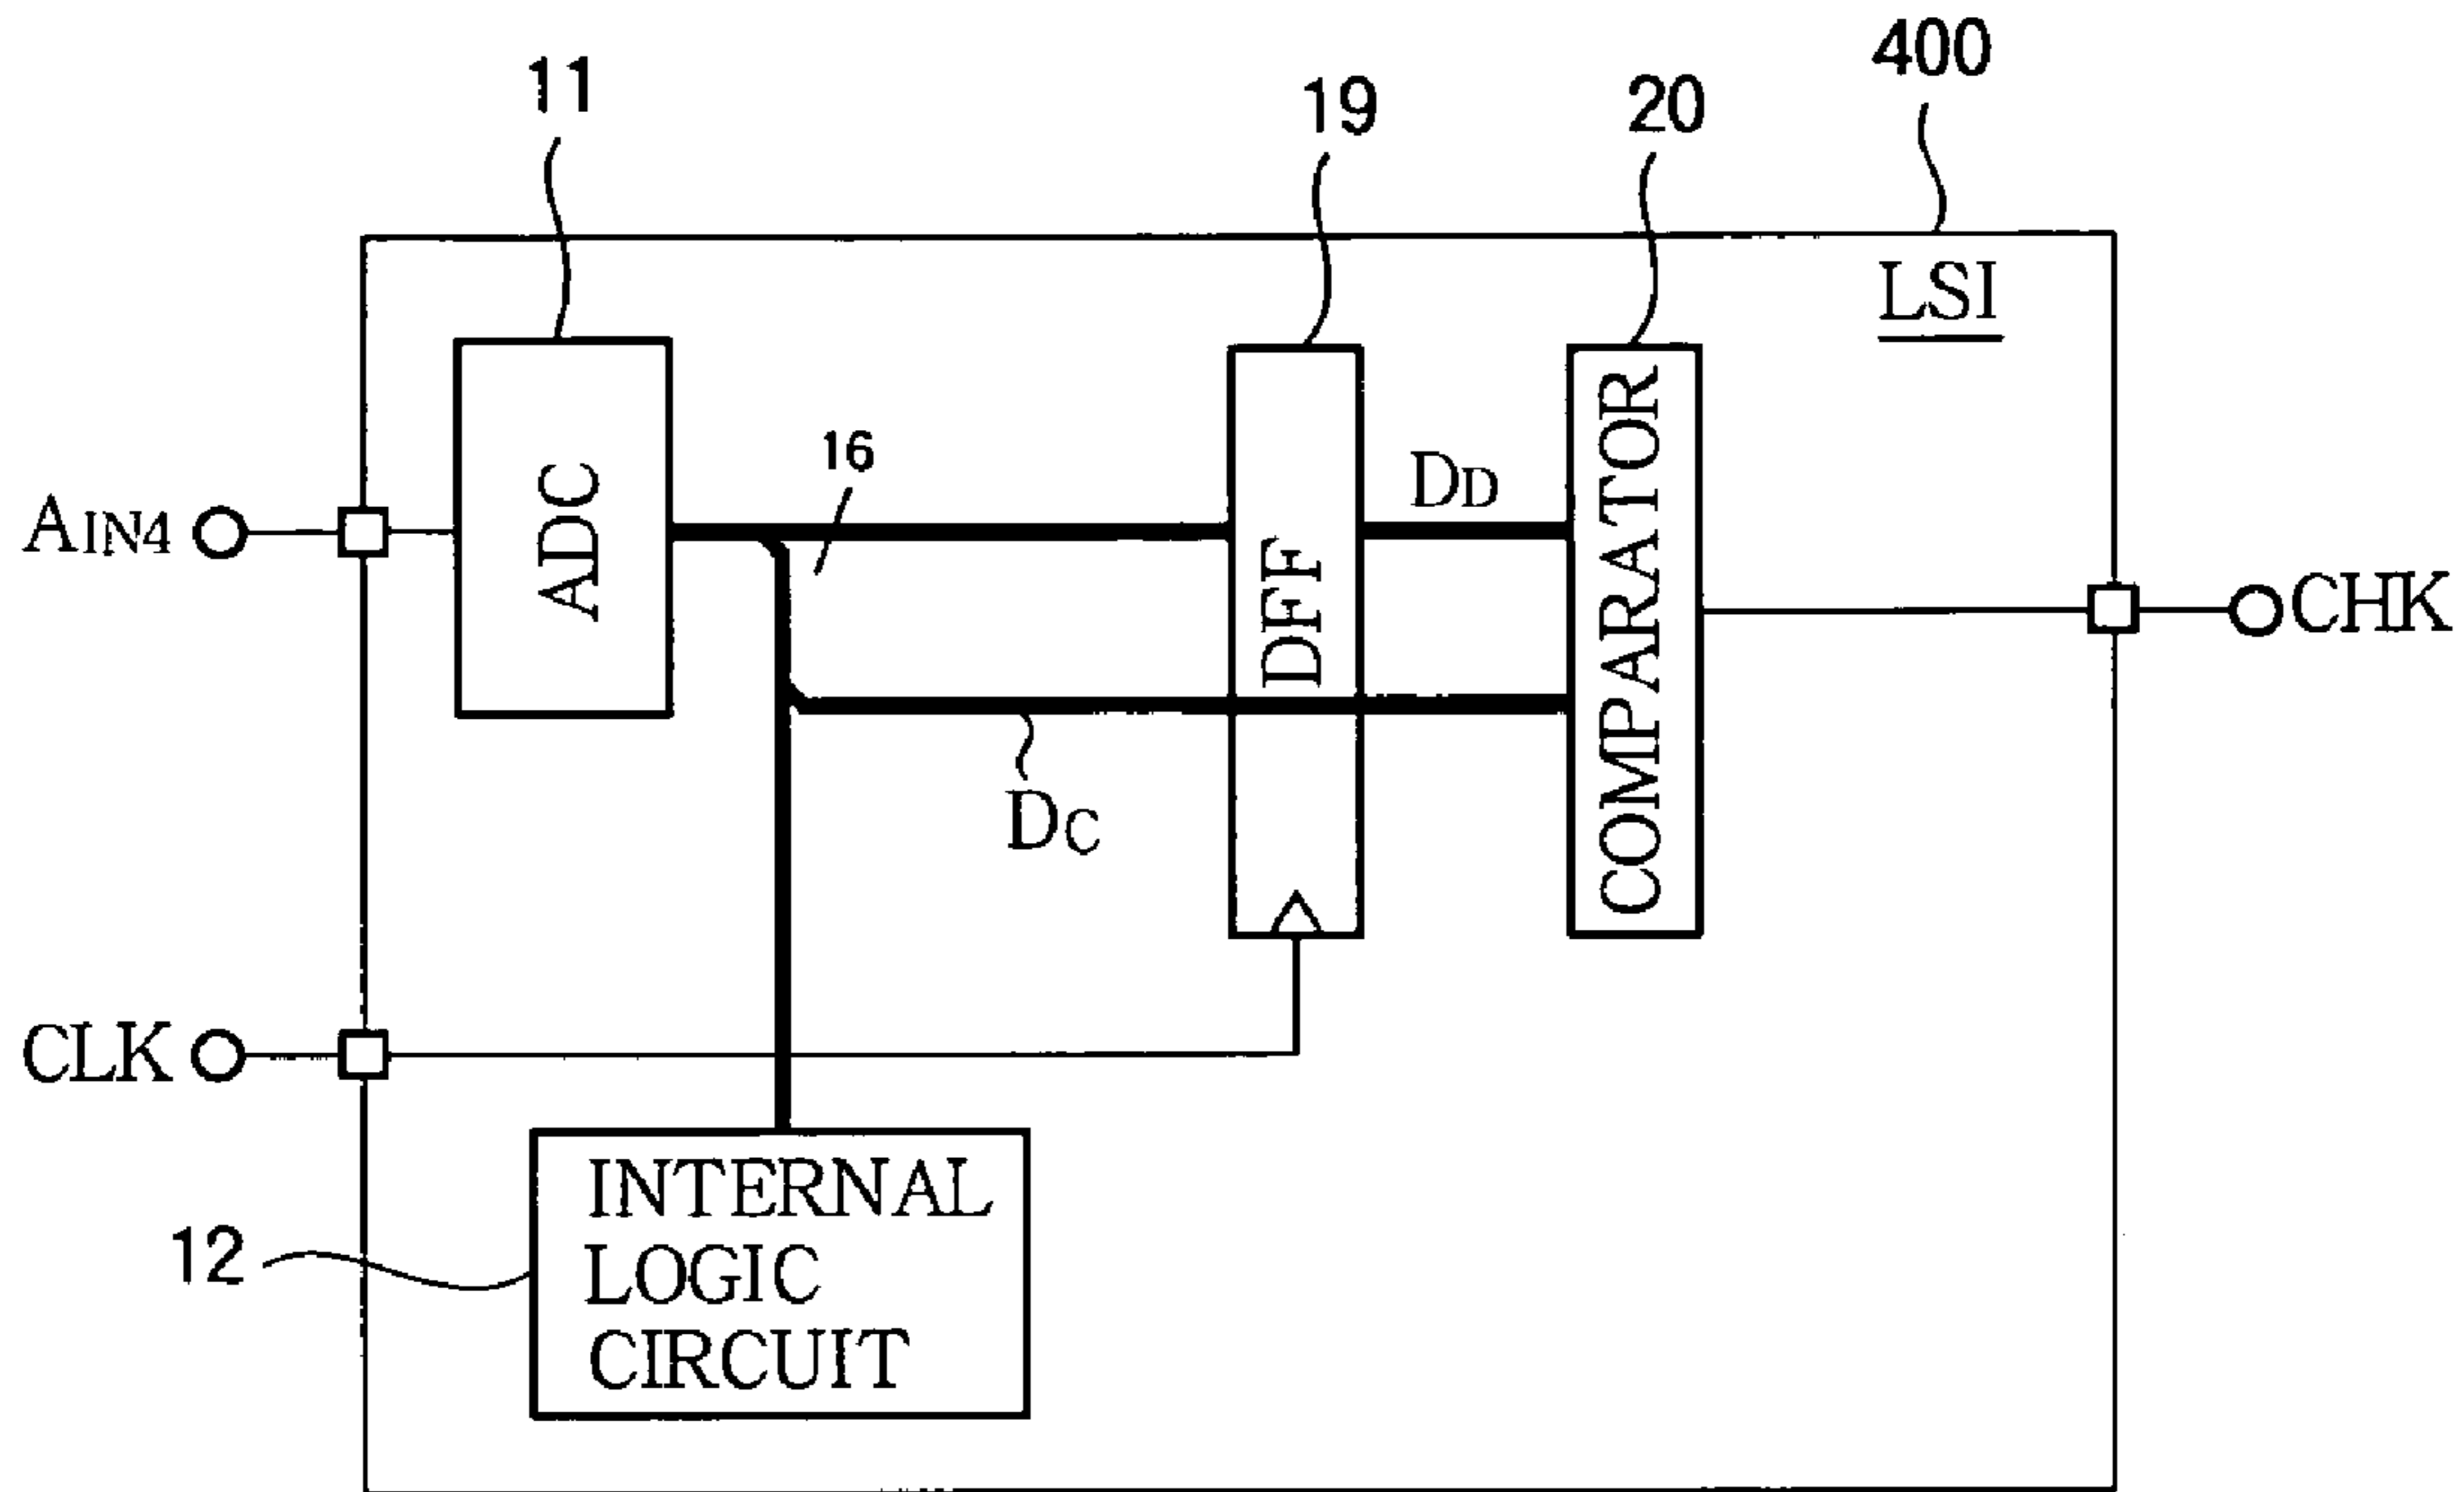 400
11
19
20
LSI
ADC
16
DFF
DD
COMPARATOR
AIN4
CHK
DC
CLK
INTERNAL
LOGIC
CIRCUIT
12